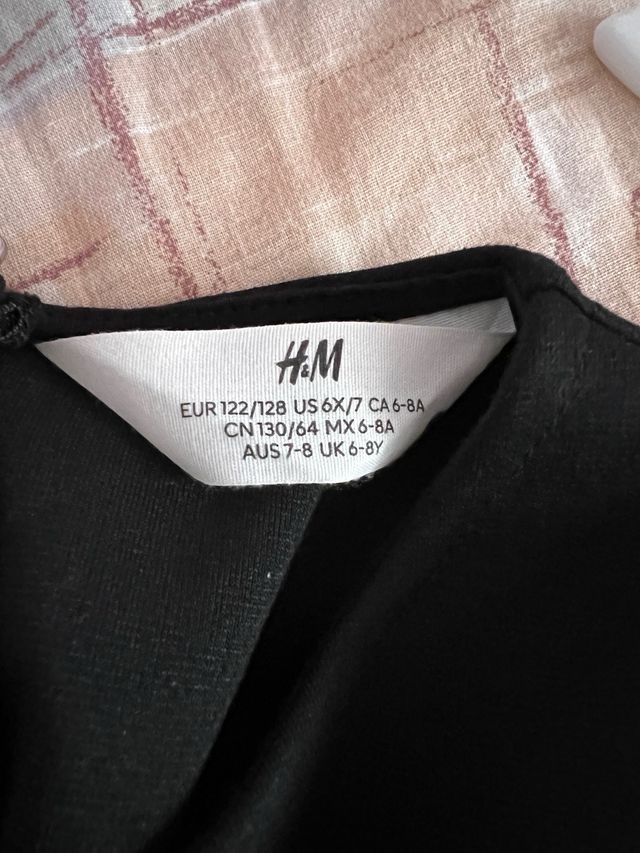 H&M
EUR 122/128 US 6X/7 CA 6-8A
CN 130/64 MX 6-8A
AUS 7-8 UK 6-8Y